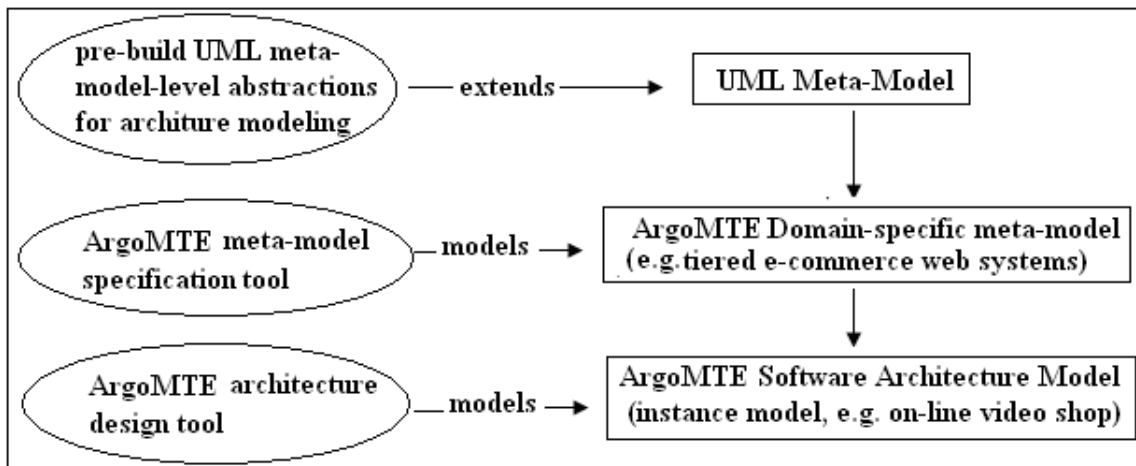 pre-build UML meta-
model-level abstractions
for architure modeling
extends
UML Meta-Model
ArgoMTE meta-model
specification tool
models
ArgoMTE Domain-specific meta-model
(e.g.tiered e-commerce web systems)
ArgoMTE architecture
design tool
models
ArgoMTE Software Architecture Model
(instance model, e.g. on-line video shop)